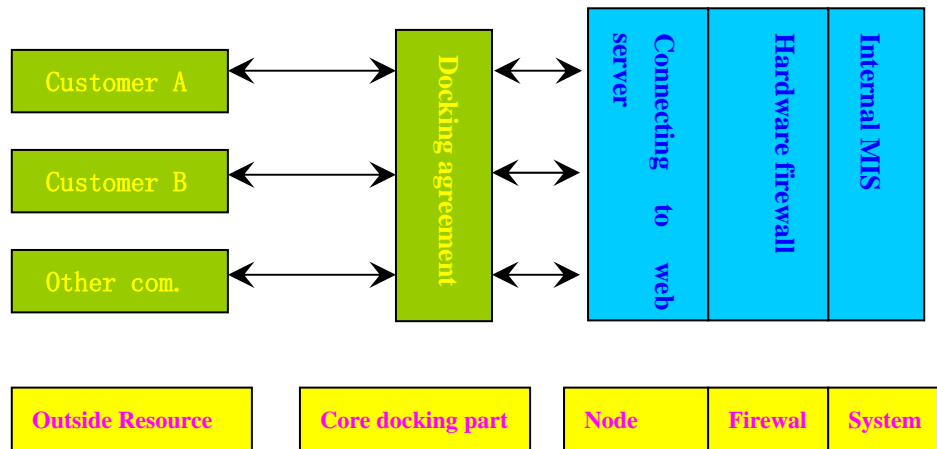 Customer A
Customer B
Other com.
Docking agreement
Connecting to web
server
Hardware firewall
Internal MIS
Outside Resource
Core docking part
Node
Firewal
System